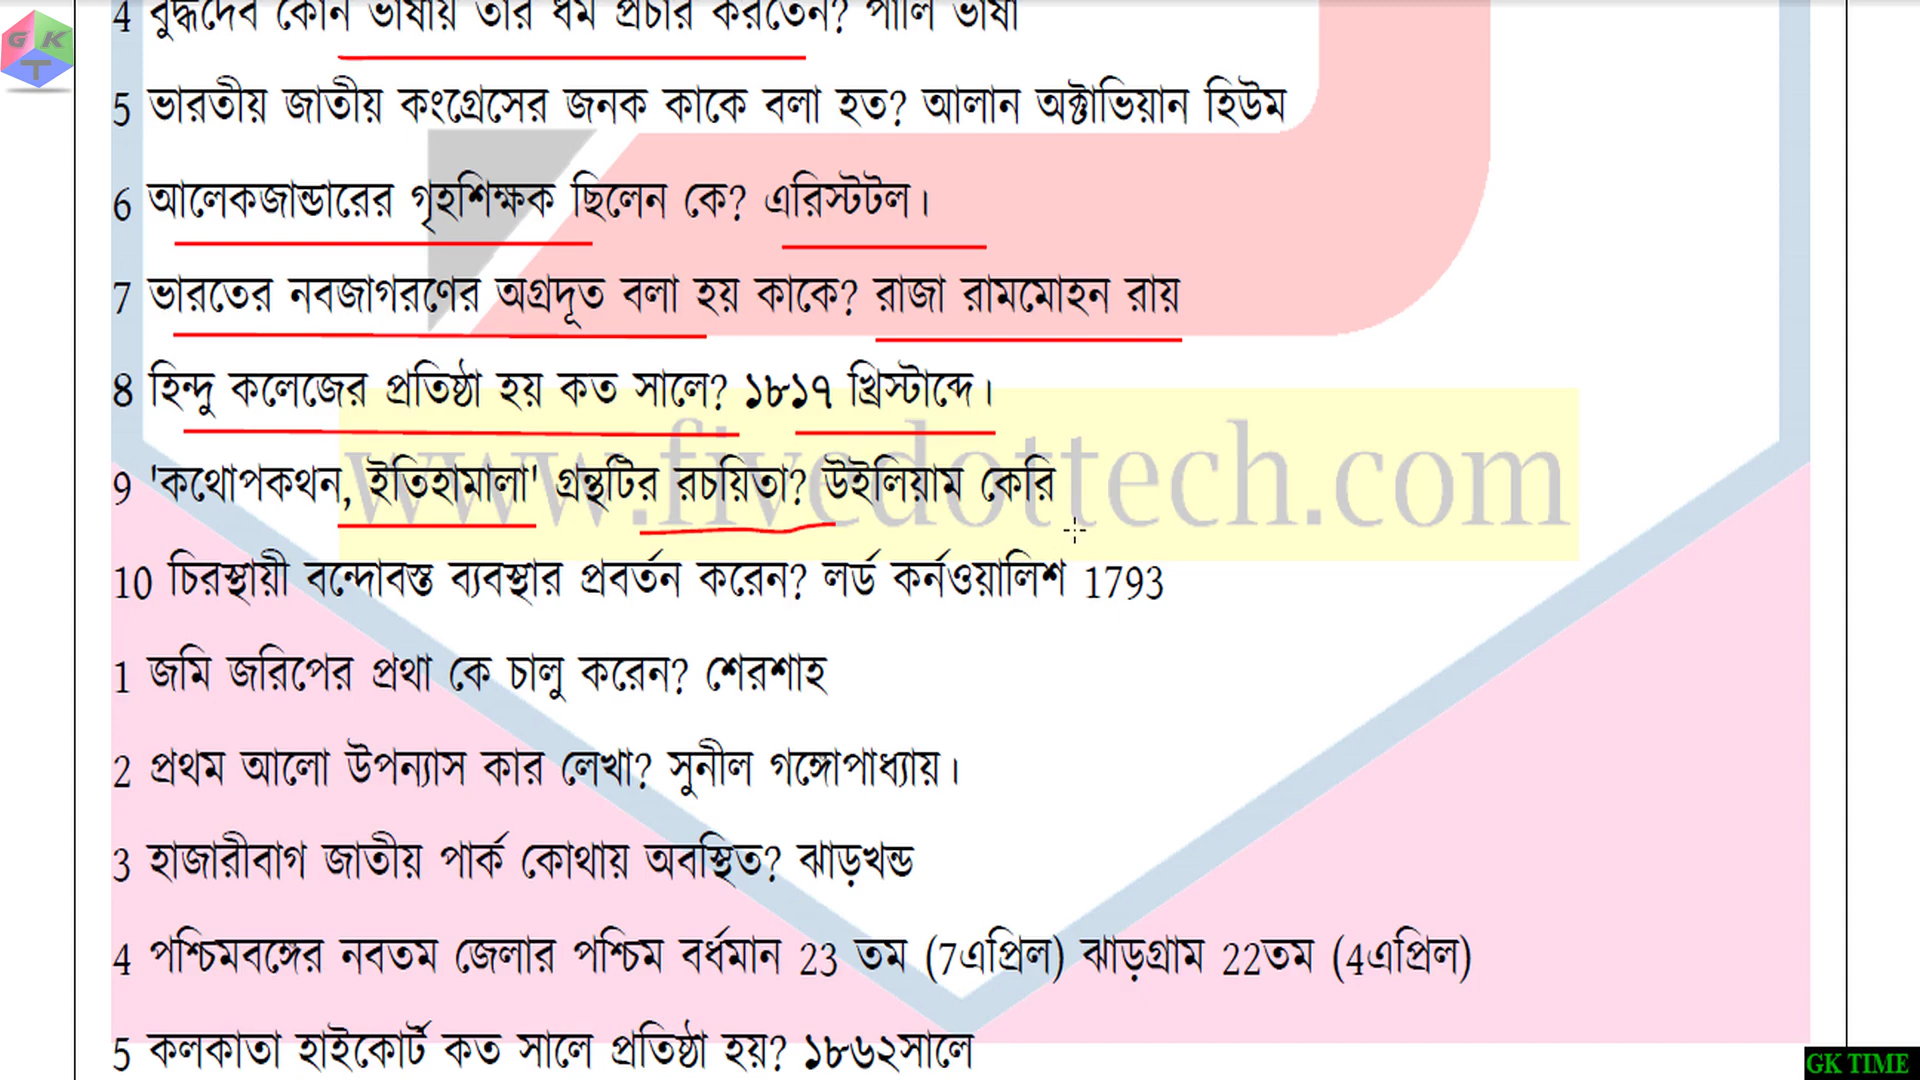 4 বুদ্ধদেব কোন ভাষায় তার ধর্ম প্রচার করতেন? পালি ভাষা
5 ভারতীয় জাতীয় কংগ্রেসের জনক কাকে বলা হত? আলান অক্টাভিয়ান হিউম
6 আলেকজান্ডারের গৃহশিক্ষক ছিলেন কে? এরিস্টটল।
7 ভারতের নবজাগরণের অগ্রদূত বলা হয় কাকে? রাজা রামমোহন রায়
8 হিন্দু কলেজের প্রতিষ্ঠা হয় কত সালে? ১৮১৭ খ্রিস্টাব্দে।
9 'কথোপকথন, ইতিহামালা' গ্রন্থটির রচয়িতা? উইলিয়াম কেরি
www.fivedottech.com
10 চিরস্থায়ী বন্দোবস্ত ব্যবস্থার প্রবর্তন করেন? লর্ড কর্নওয়ালিশ 1793
1 জমি জরিপের প্রথা কে চালু করেন? শেরশাহ
2 প্রথম আলো উপন্যাস কার লেখা? সুনীল গঙ্গোপাধ্যায়।
3 হাজারীবাগ জাতীয় পার্ক কোথায় অবস্থিত? ঝাড়খন্ড
4 পশ্চিমবঙ্গের নবতম জেলার পশ্চিম বর্ধমান 23 তম (7এপ্রিল) ঝাড়গ্রাম 22তম (4এপ্রিল)
5 কলকাতা হাইকোর্ট কত সালে প্রতিষ্ঠা হয়? ১৮৬২সালে
G K T
GK TIME